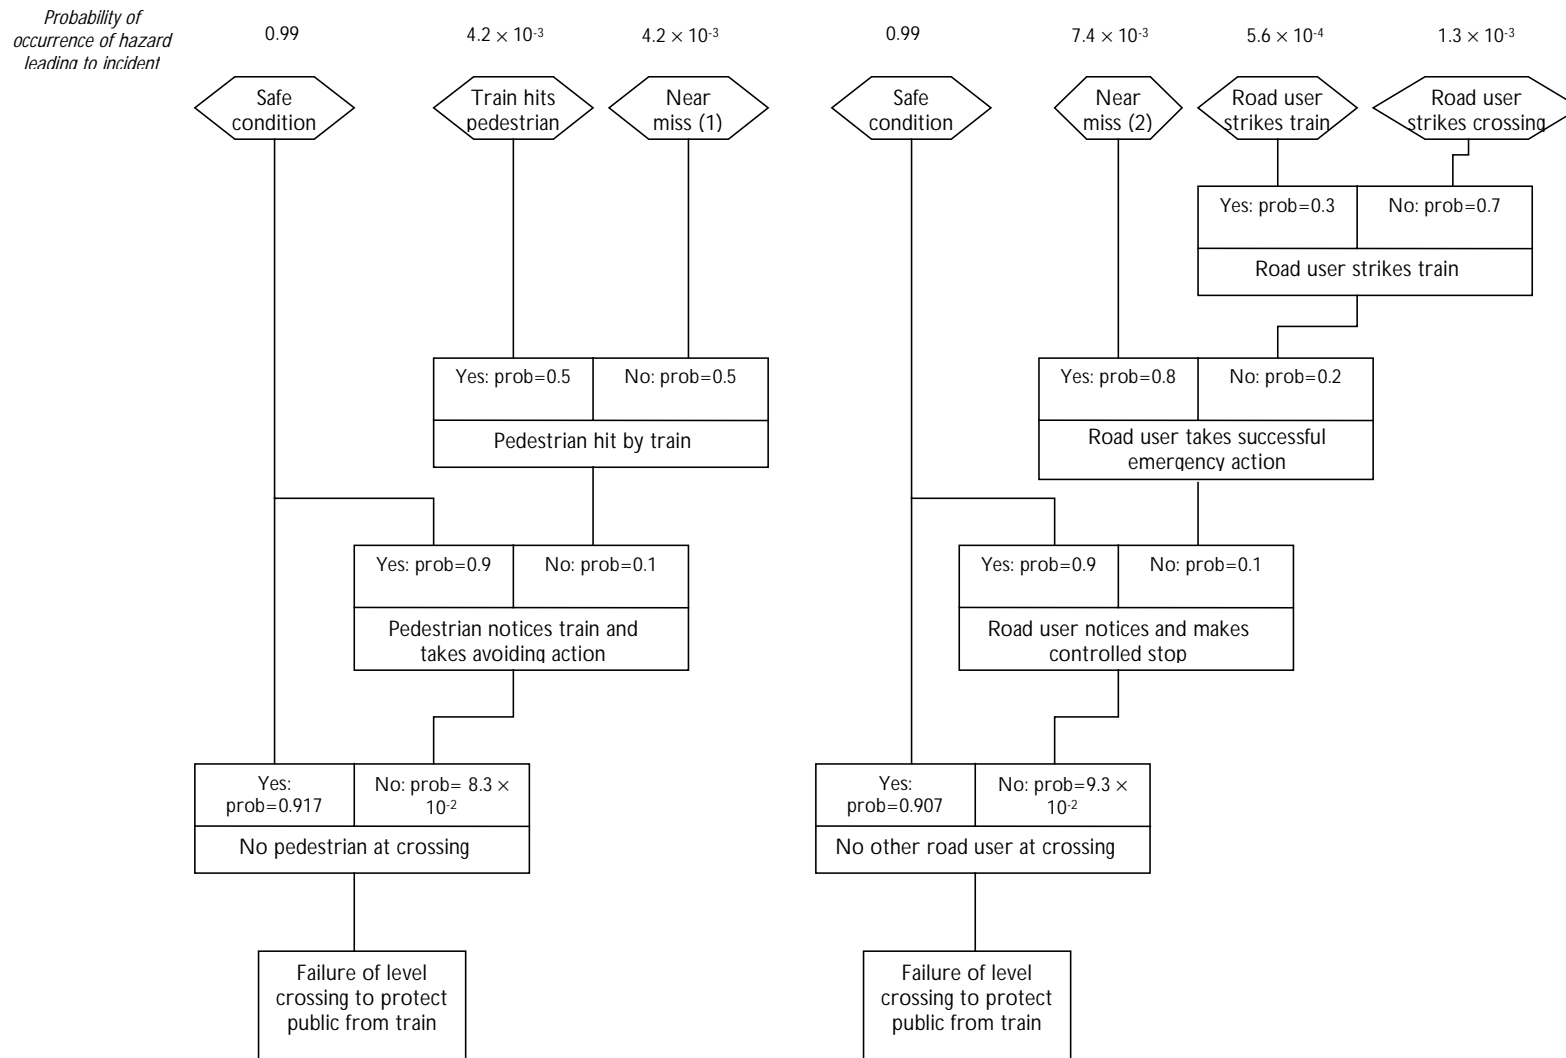 Probability of
occurrence of hazard
leading to incident
0.99
4.2 × 10-3
4.2 × 10-3
0.99
7.4 × 10-3
5.6 × 10-4
1.3 × 10-3
Safe
condition
Train hits
pedestrian
Near
miss (1)
Safe
condition
Near
miss (2)
Road user
strikes train
Road user
strikes crossing
Yes: prob=0.3
No: prob=0.7
Road user strikes train
Yes: prob=0.5
No: prob=0.5
Pedestrian hit by train
Yes: prob=0.8
No: prob=0.2
Road user takes successful
emergency action
Yes: prob=0.9
No: prob=0.1
Pedestrian notices train and
takes avoiding action
Yes: prob=0.9
No: prob=0.1
Road user notices and makes
controlled stop
Yes:
prob=0.917
No: prob= 8.3 ×
10-2
No pedestrian at crossing
Yes:
prob=0.907
No: prob=9.3 ×
10-2
No other road user at crossing
Failure of level
crossing to protect
public from train
Failure of level
crossing to protect
public from train